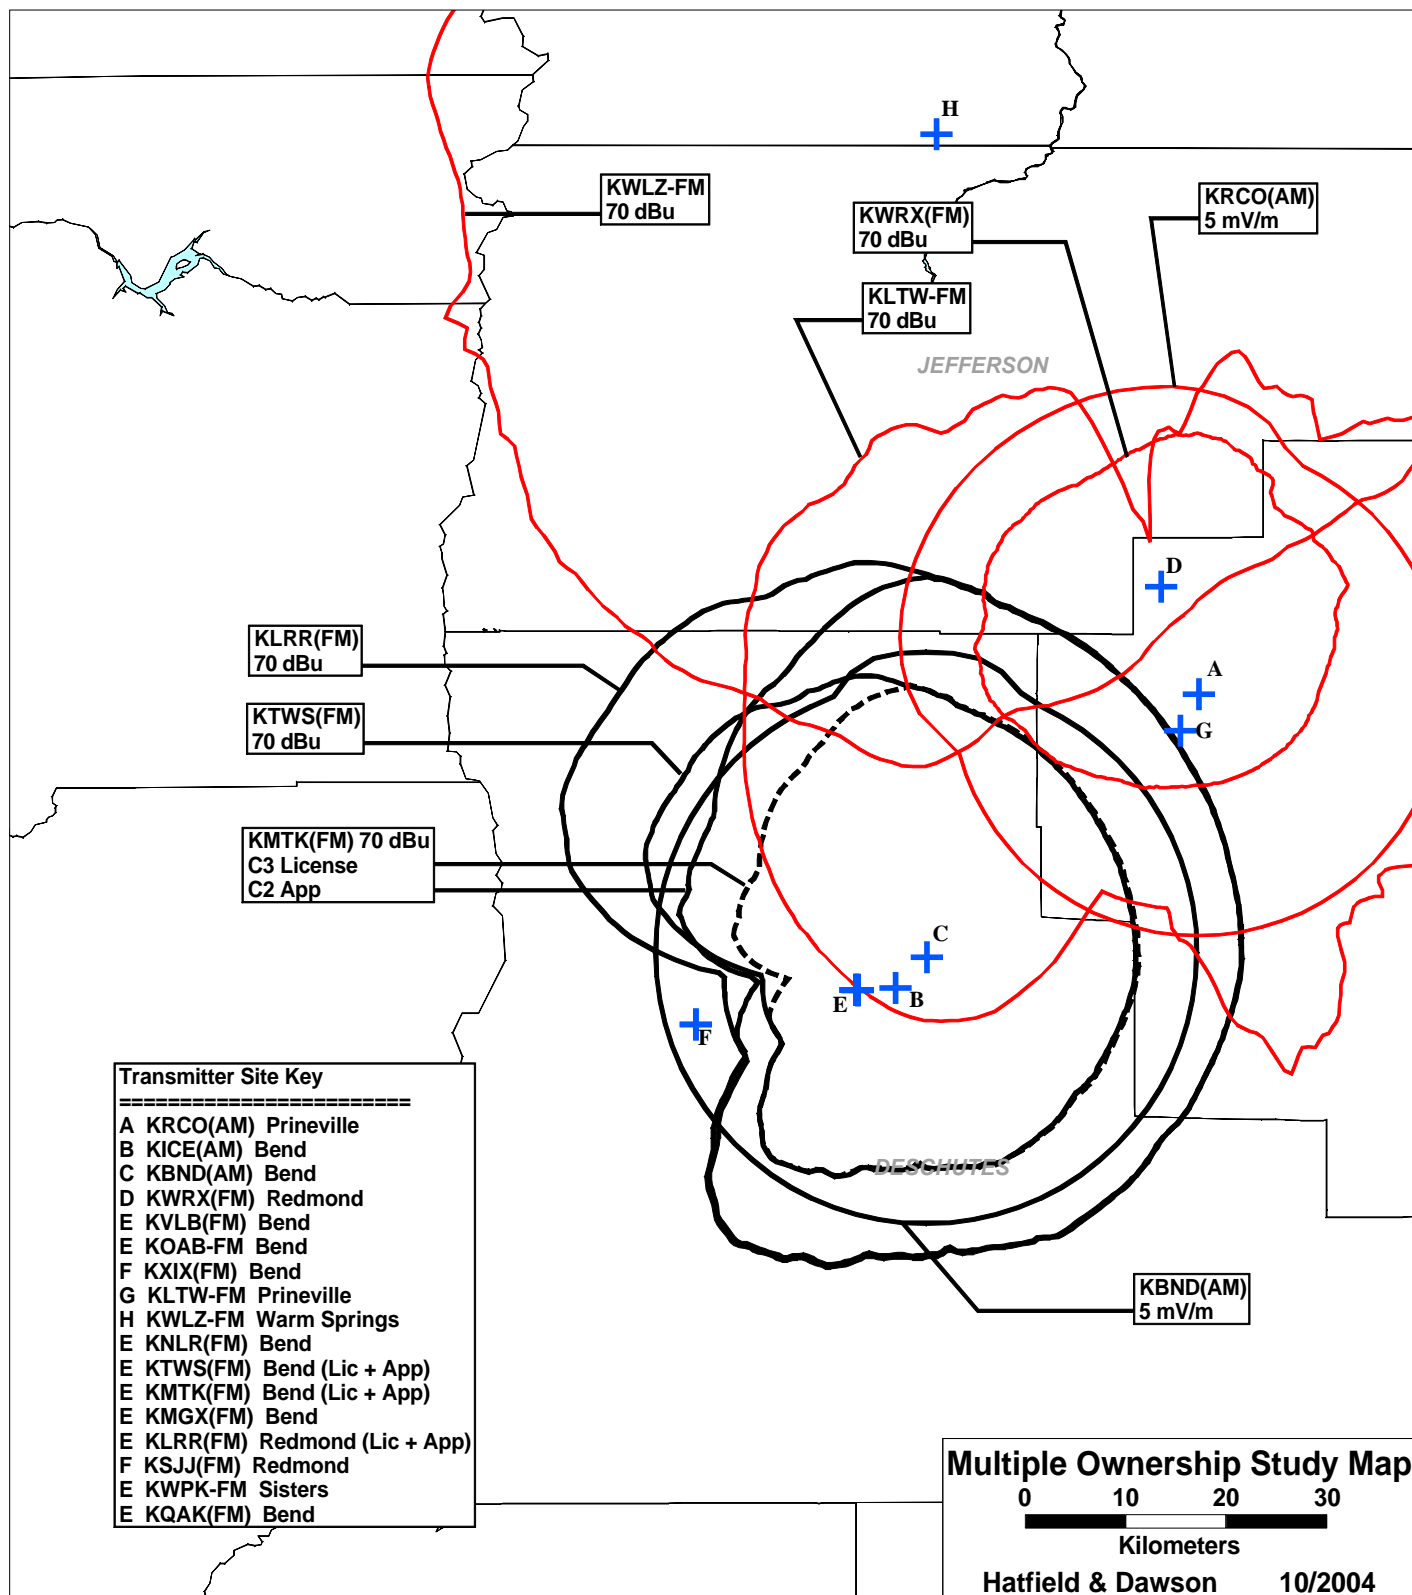 H
KWLZ-FM
70 dBu
KWRX(FM)
70 dBu
KRCO(AM)
5 mV/m
KLTW-FM
70 dBu
JEFFERSON
D
KLRR(FM)
70 dBu
A
KTWS(FM)
70 dBu
G
KMTK(FM) 70 dBu
C3 License
C2 App
C
E
B
F
Transmitter Site Key
========================
A KRCO(AM) Prineville
B KICE(AM) Bend
C KBND(AM) Bend
D KWRX(FM) Redmond
E KVLB(FM) Bend
E KOAB-FM Bend
F KXIX(FM) Bend
G KLTW-FM Prineville
H KWLZ-FM Warm Springs
E KNLR(FM) Bend
E KTWS(FM) Bend (Lic + App)
E KMTK(FM) Bend (Lic + App)
E KMGX(FM) Bend
E KLRR(FM) Redmond (Lic + App)
F KSJJ(FM) Redmond
E KWPK-FM Sisters
E KQAK(FM) Bend
DESCHUTES
KBND(AM)
5 mV/m
Multiple Ownership Study Map
0 10 20 30
Kilometers
Hatfield & Dawson 10/2004